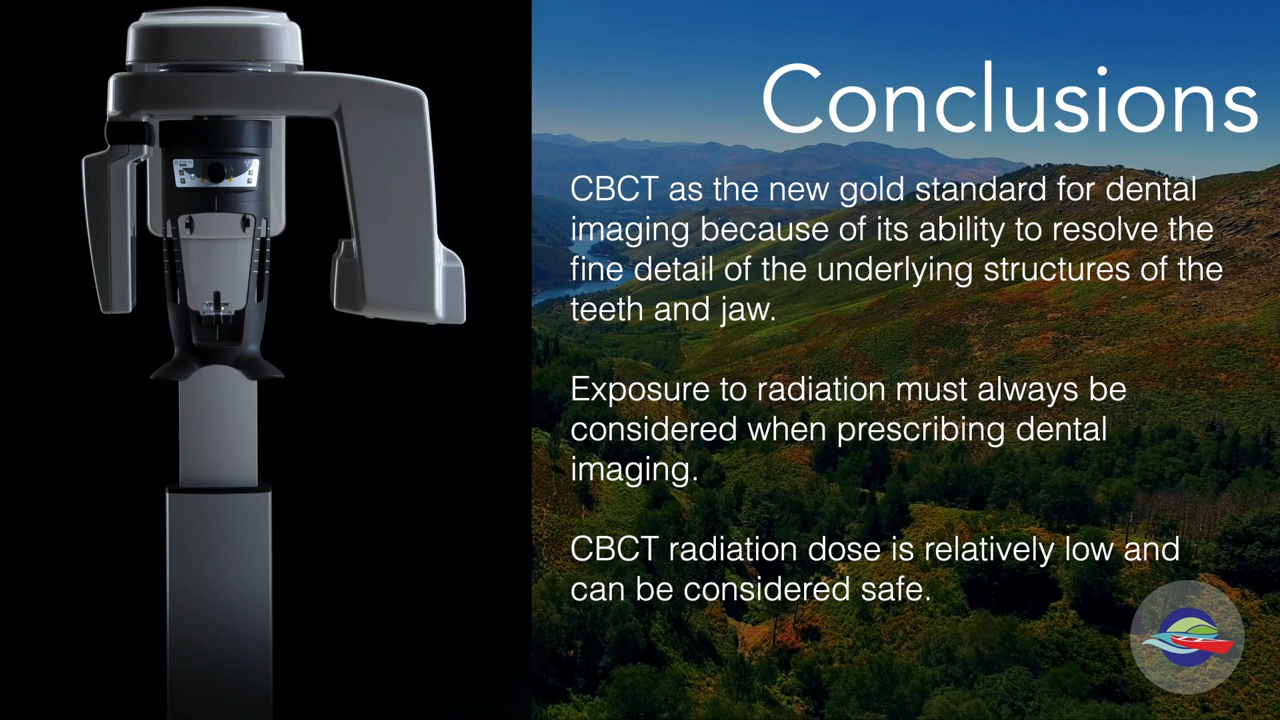 Conclusions
CBCT as the new gold standard for dental
imaging because of its ability to resolve the
fine detail of the underlying structures of the
teeth and jaw.
Exposure to radiation must always be
considered when prescribing dental
imaging.
CBCT radiation dose is relatively low and
can be considered safe.